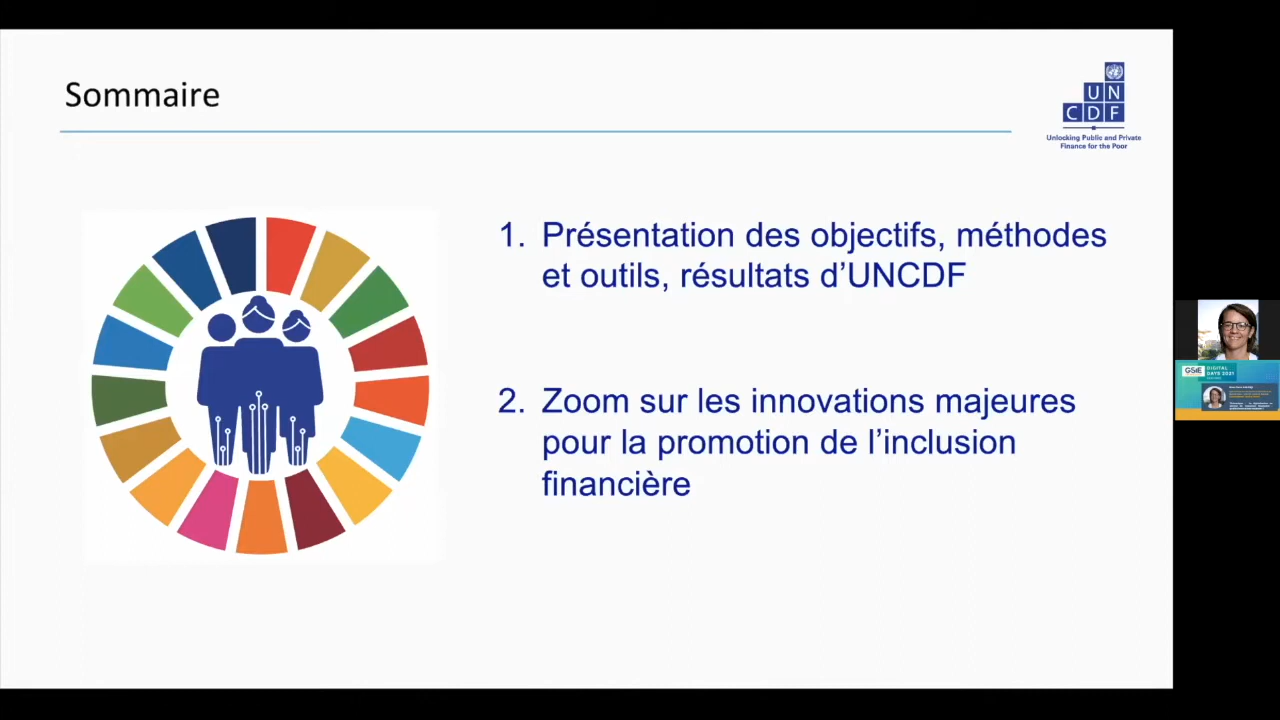 Sommaire
UN
CDF
Unlocking Public and Private
Finance for the Poor
1. Présentation des objectifs, méthodes
et outils, résultats d’UNCDF
2. Zoom sur les innovations majeures
pour la promotion de l’inclusion
financière
DIGITAL
DAYS 2021